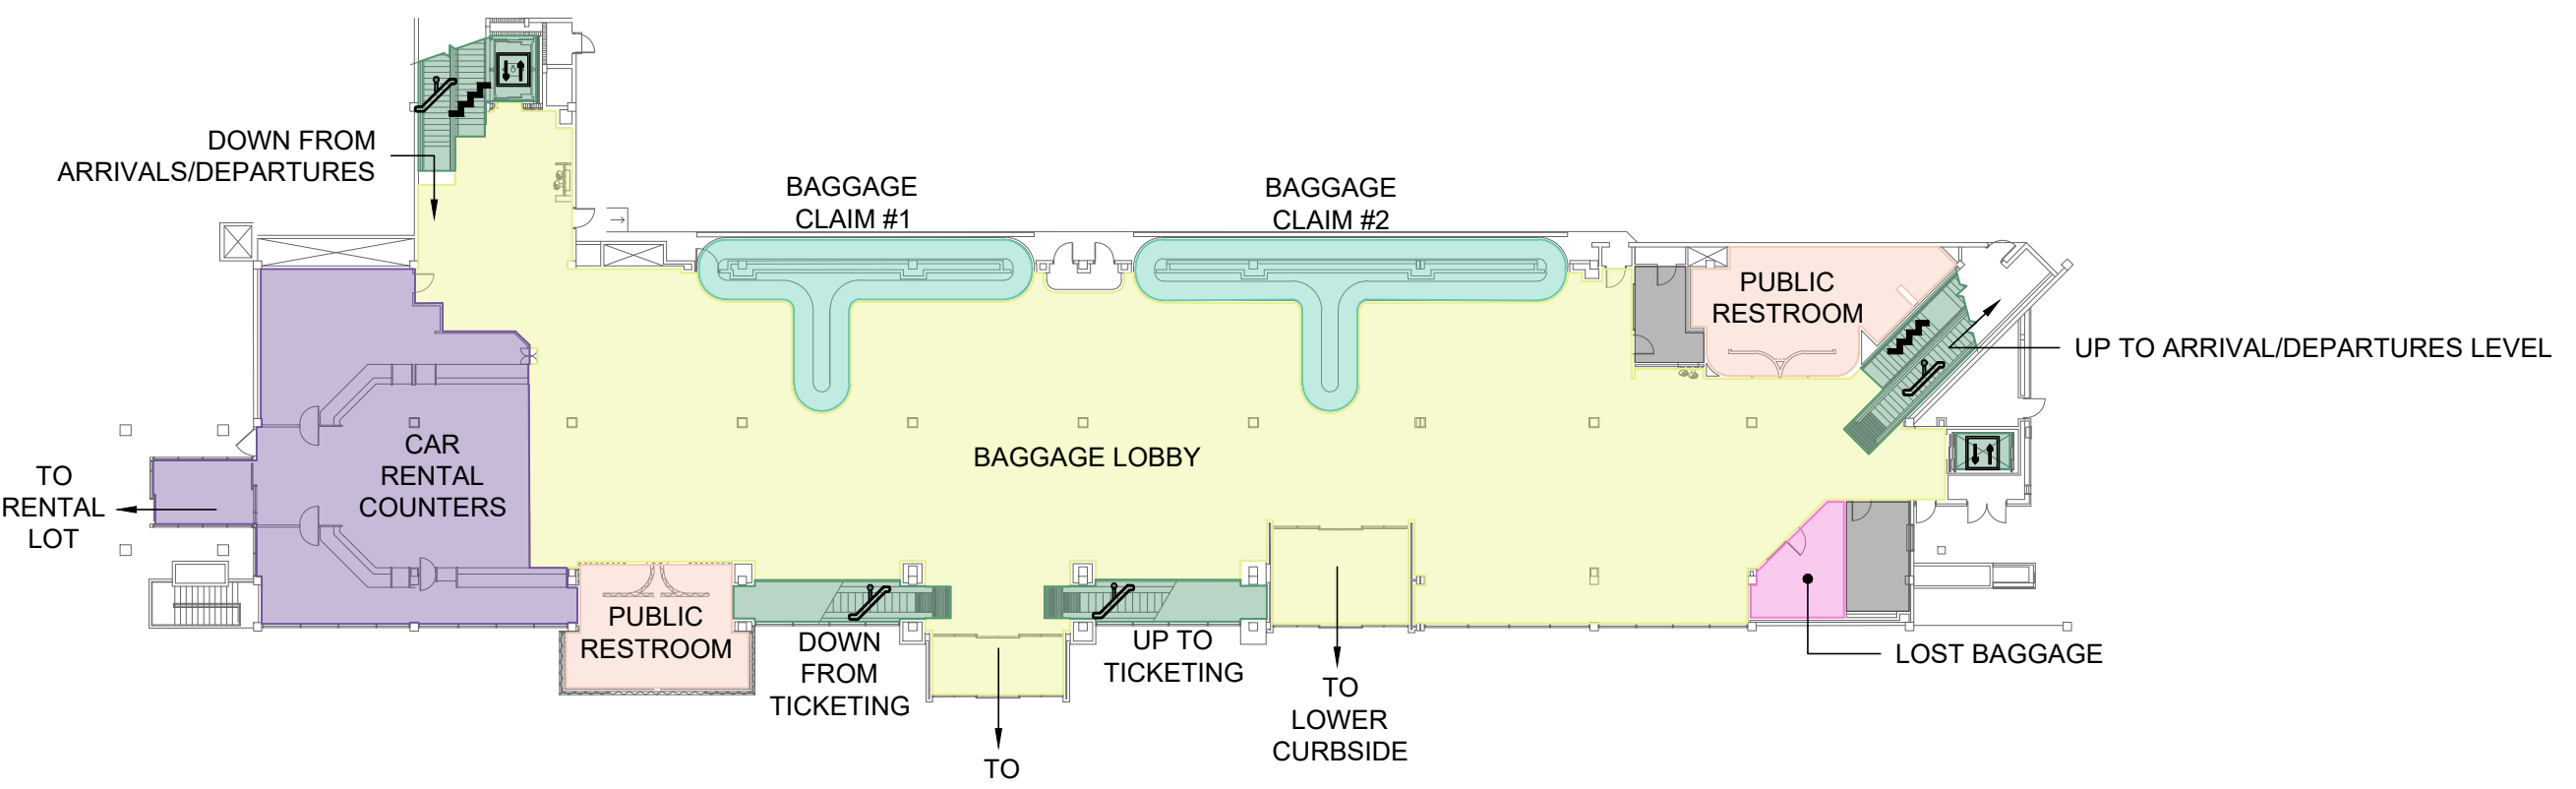 DOWN FROM
ARRIVALS/DEPARTURES
BAGGAGE
CLAIM #1
BAGGAGE
CLAIM #2
PUBLIC
RESTROOM
UP TO ARRIVAL/DEPARTURES LEVEL
CAR
RENTAL
COUNTERS
TO
RENTAL
LOT
BAGGAGE LOBBY
PUBLIC
RESTROOM
DOWN
FROM
TICKETING
UP TO
TICKETING
TO
LOWER
CURBSIDE
LOST BAGGAGE
TO